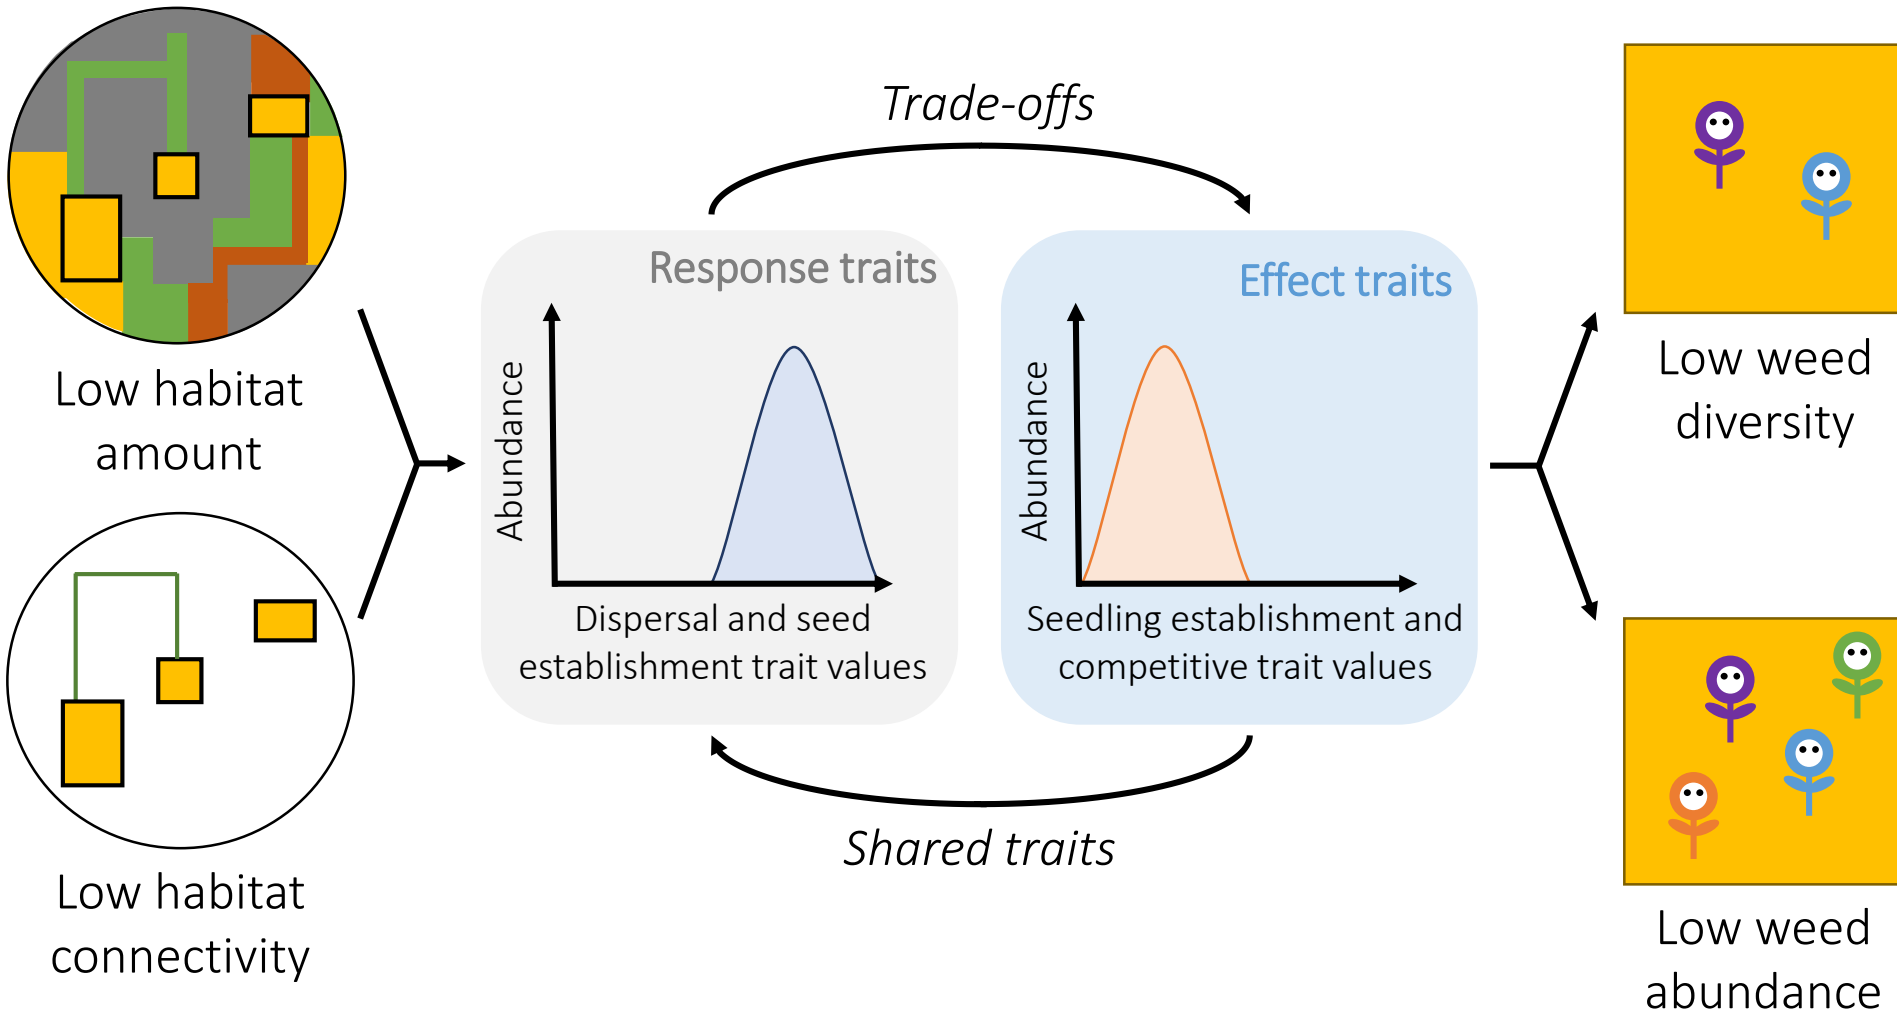 Low habitat
amount
Low habitat
connectivity
Trade-offs
Response traits
Abundance
Dispersal and seed
establishment trait values
Effect traits
Abundance
Seedling establishment and
competitive trait values
Shared traits
Low weed
diversity
Low weed
abundance